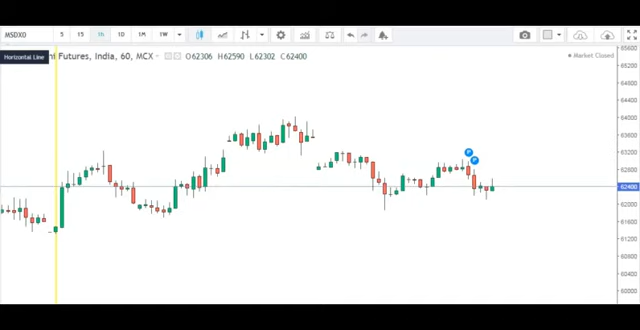 MSDX0 5 15 1h 1D 1M 1W
Horizontal Line
Futures, India, 60, MCX O62306 H62590 L62302 C62400
Market Closed
65600
64800
64400
64000
63600
63200
62800
62400
62000
61600
61200
60800
60400
60000
P
P